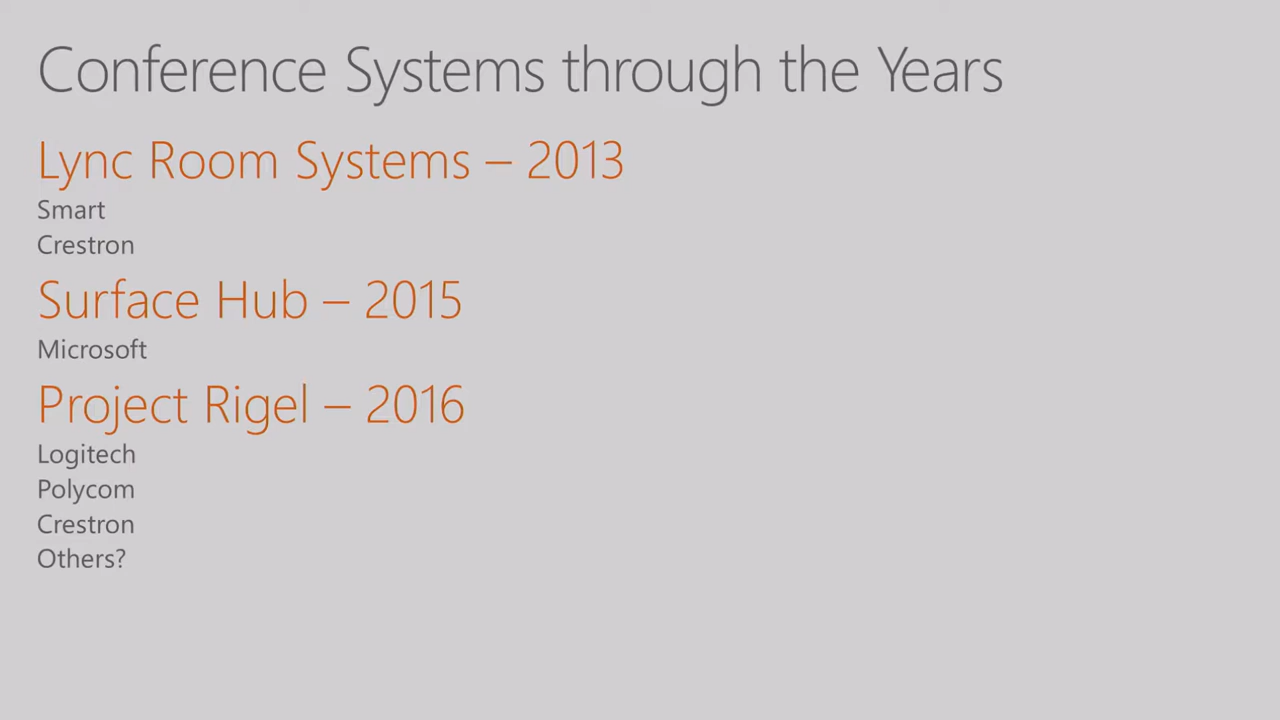 Conference Systems through the Years
Lync Room Systems – 2013
Smart
Crestron
Surface Hub – 2015
Microsoft
Project Rigel – 2016
Logitech
Polycom
Crestron
Others?